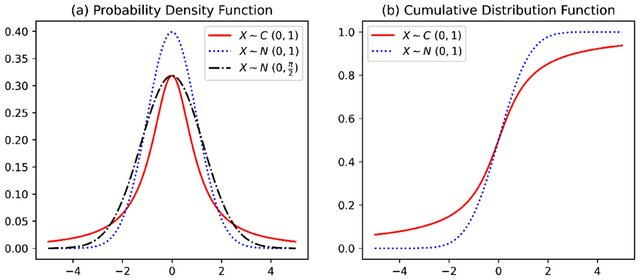 (a) Probability Density Function
0.40
0.35
0.30
0.25
0.20
0.15
0.10
0.05
0.00
−4 −2 0 2 4
X ~ C (0, 1)
X ~ N (0, 1)
X ~ N (0, π/2)
(b) Cumulative Distribution Function
1.0
0.8
0.6
0.4
0.2
0.0
−4 −2 0 2 4
X ~ C (0, 1)
X ~ N (0, 1)